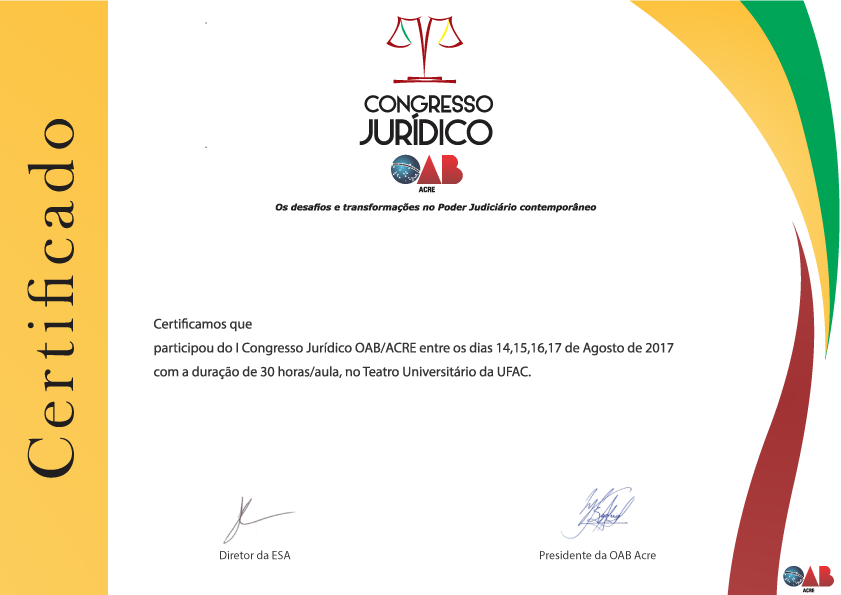 Certificado
CONGRESSO
JURÍDICO
OAB
ACRE
Os desafios e transformações no Poder Judiciário contemporâneo
Certificamos que
participou do I Congresso Jurídico OAB/ACRE entre os dias 14,15,16,17 de Agosto de 2017
com a duração de 30 horas/aula, no Teatro Universitário da UFAC.
Diretor da ESA
Presidente da OAB Acre
OAB
ACRE